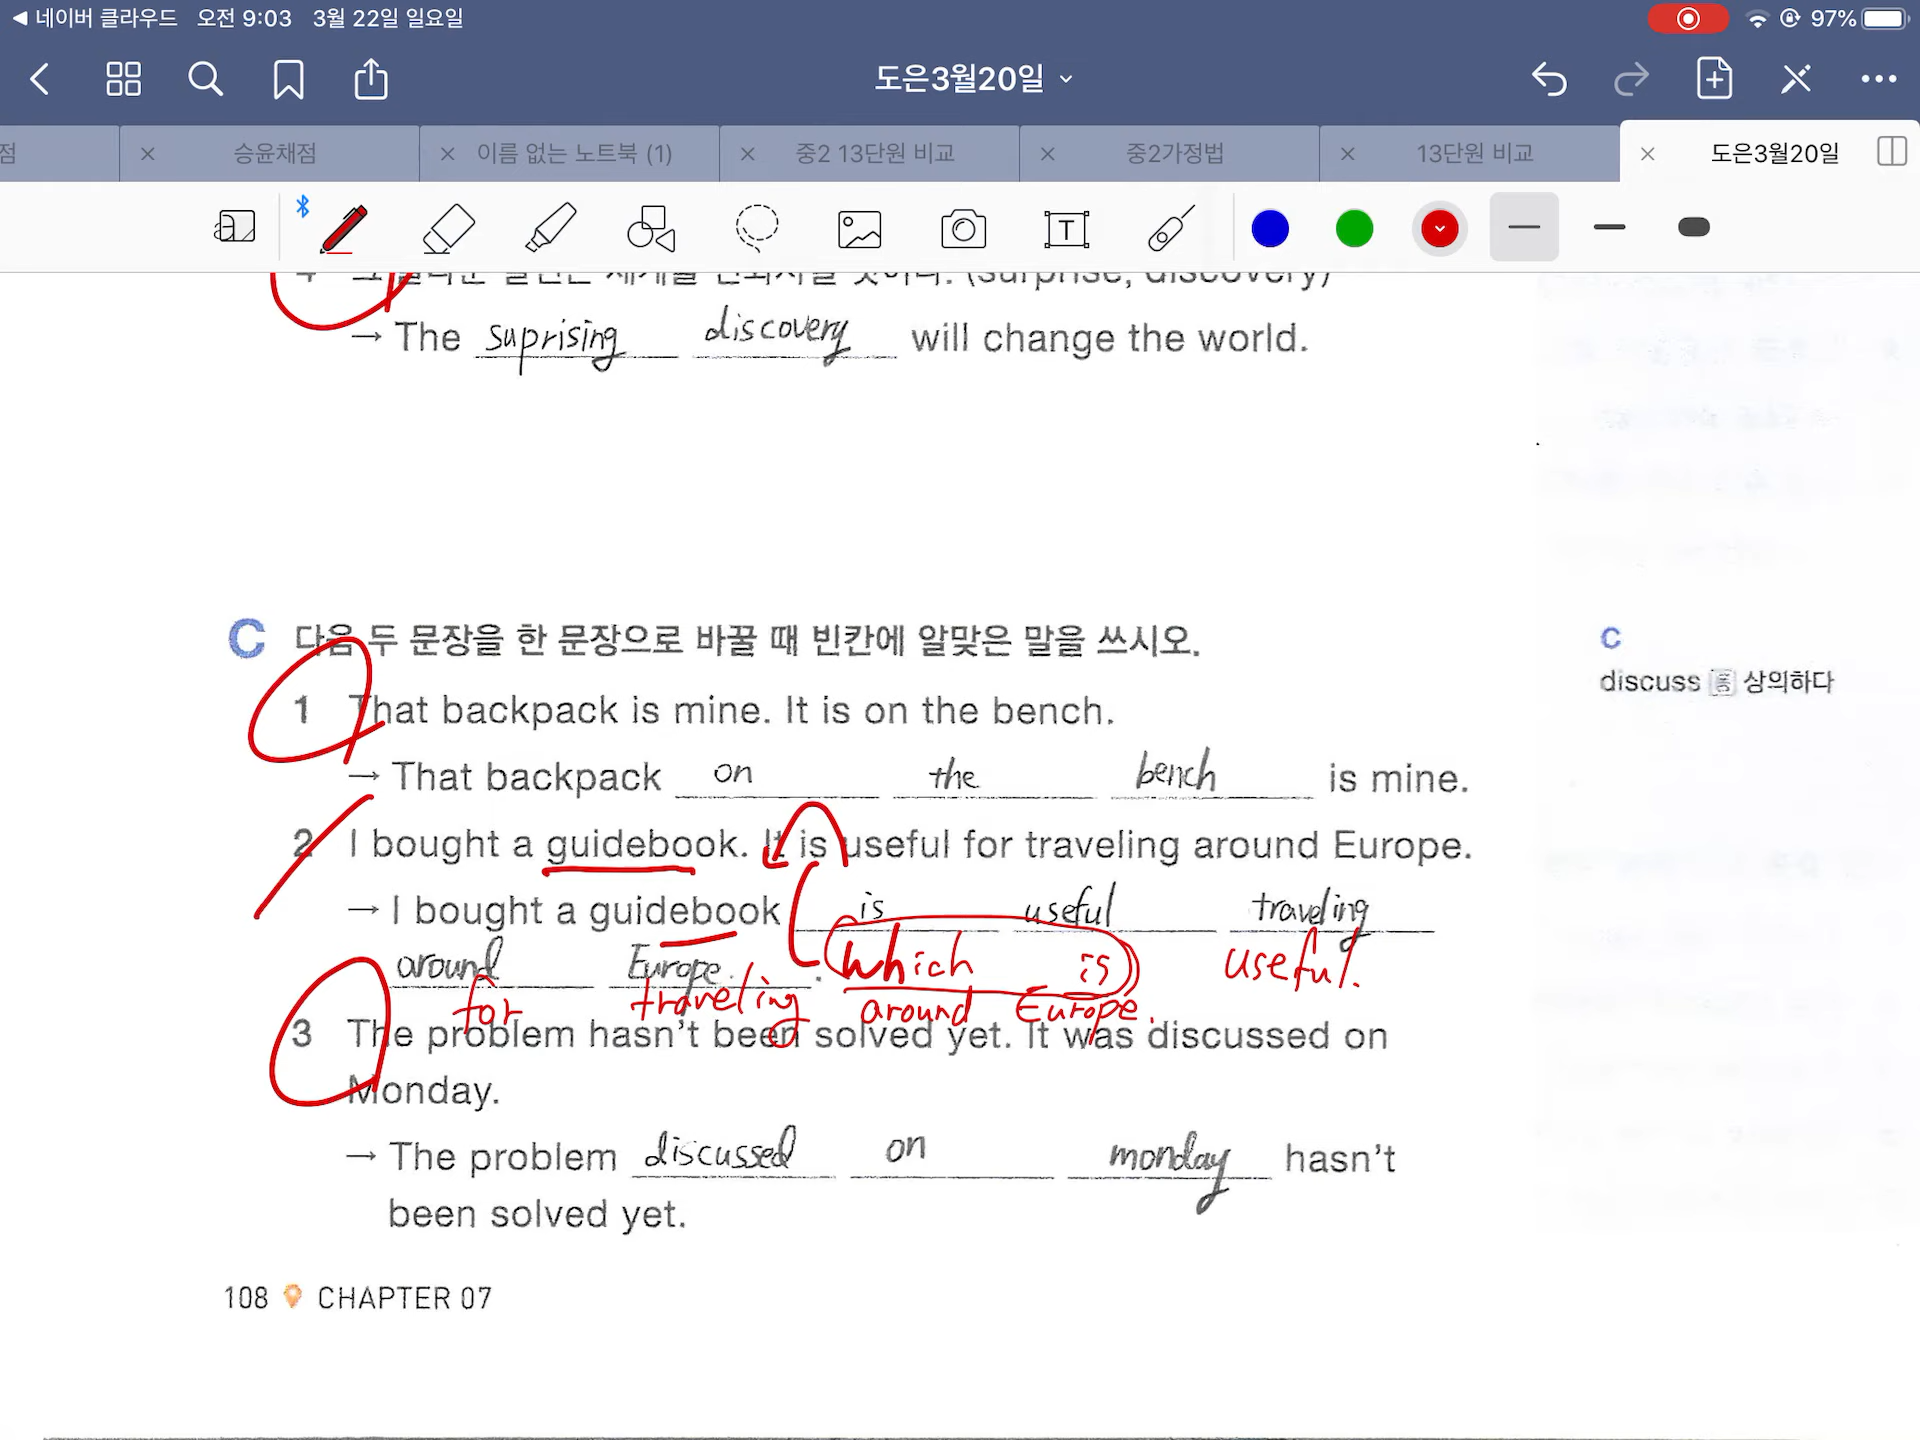 네이버 클라우드 오전 9:03 3월 22일 일요일 97%
도은3월20일
점 승윤채점 이름 없는 노트북 (1) 중2 13단원 비교 중2가정법 13단원 비교 도은3월20일
(surprise, discovery)
→ The suprising discovery will change the world.
C 다음 두 문장을 한 문장으로 바꿀 때 빈칸에 알맞은 말을 쓰시오.
1 That backpack is mine. It is on the bench.
→ That backpack on the bench is mine.
2 I bought a guidebook. It is useful for traveling around Europe.
→ I bought a guidebook is useful traveling
around Europe.
which is useful.
for traveling around Europe.
3 The problem hasn't been solved yet. It was discussed on
Monday.
→ The problem discussed on monday hasn't
been solved yet.
C
discuss 동 상의하다
108 CHAPTER 07